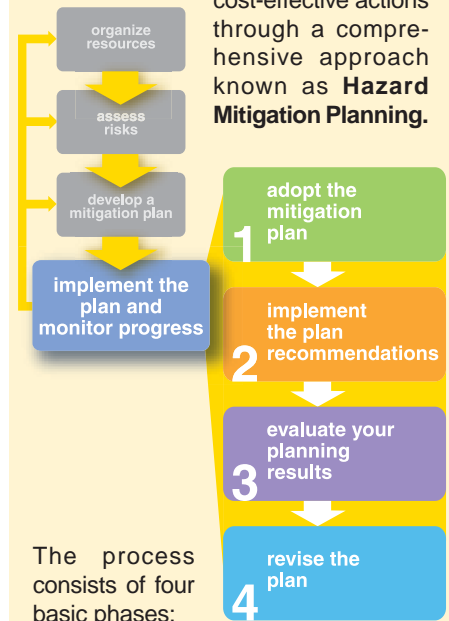 cost-effective actions
through a compre-
hensive approach
known as Hazard
Mitigation Planning.
organize
resources
assess
risks
develop a
mitigation plan
implement the
plan and
monitor progress
1
adopt the
mitigation
plan
2
implement
the plan
recommendations
3
evaluate your
planning
results
4
revise the
plan
The process
consists of four
basic phases: